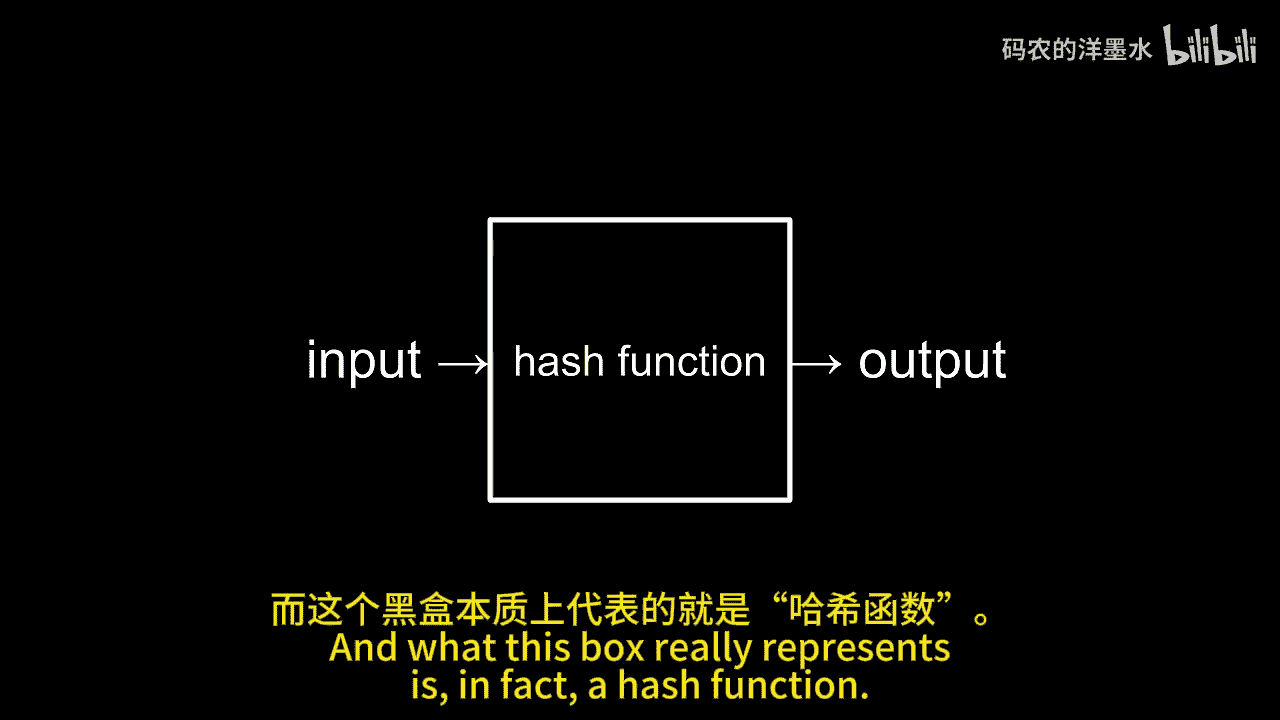 码农的洋墨水 bilibili
input → hash function → output
而这个黑盒本质上代表的就是“哈希函数”。
And what this box really represents
is, in fact, a hash function.